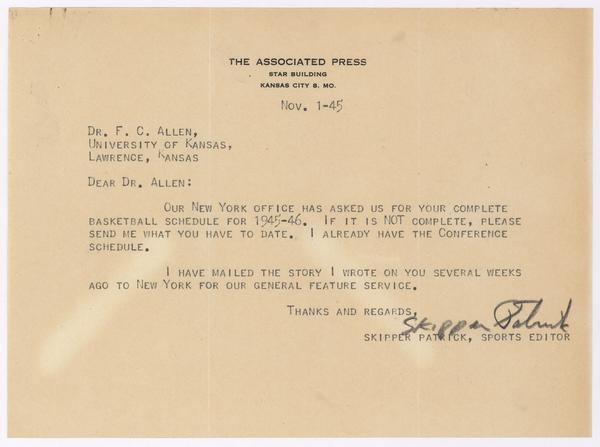 THE ASSOCIATED PRESS
STAR BUILDING
KANSAS CITY 8. MO.
Nov. 1-45
DR. F. C. ALLEN,
UNIVERSITY OF KANSAS,
LAWRENCE, KANSAS
DEAR DR. ALLEN:
OUR NEW YORK OFFICE HAS ASKED US FOR YOUR COMPLETE
BASKETBALL SCHEDULE FOR 1945-46. IF IT IS NOT COMPLETE, PLEASE
SEND ME WHAT YOU HAVE TO DATE. I ALREADY HAVE THE CONFERENCE
SCHEDULE.
I HAVE MAILED THE STORY I WROTE ON YOU SEVERAL WEEKS
AGO TO NEW YORK FOR OUR GENERAL FEATURE SERVICE.
THANKS AND REGARDS,
Skipper Patrick
SKIPPER PATRICK, SPORTS EDITOR